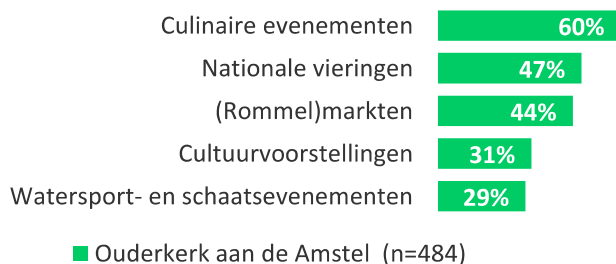 Culinaire evenementen 60%
Nationale vieringen 47%
(Rommel)markten 44%
Cultuurvoorstellingen 31%
Watersport- en schaatsevenementen 29%
Ouderkerk aan de Amstel (n=484)